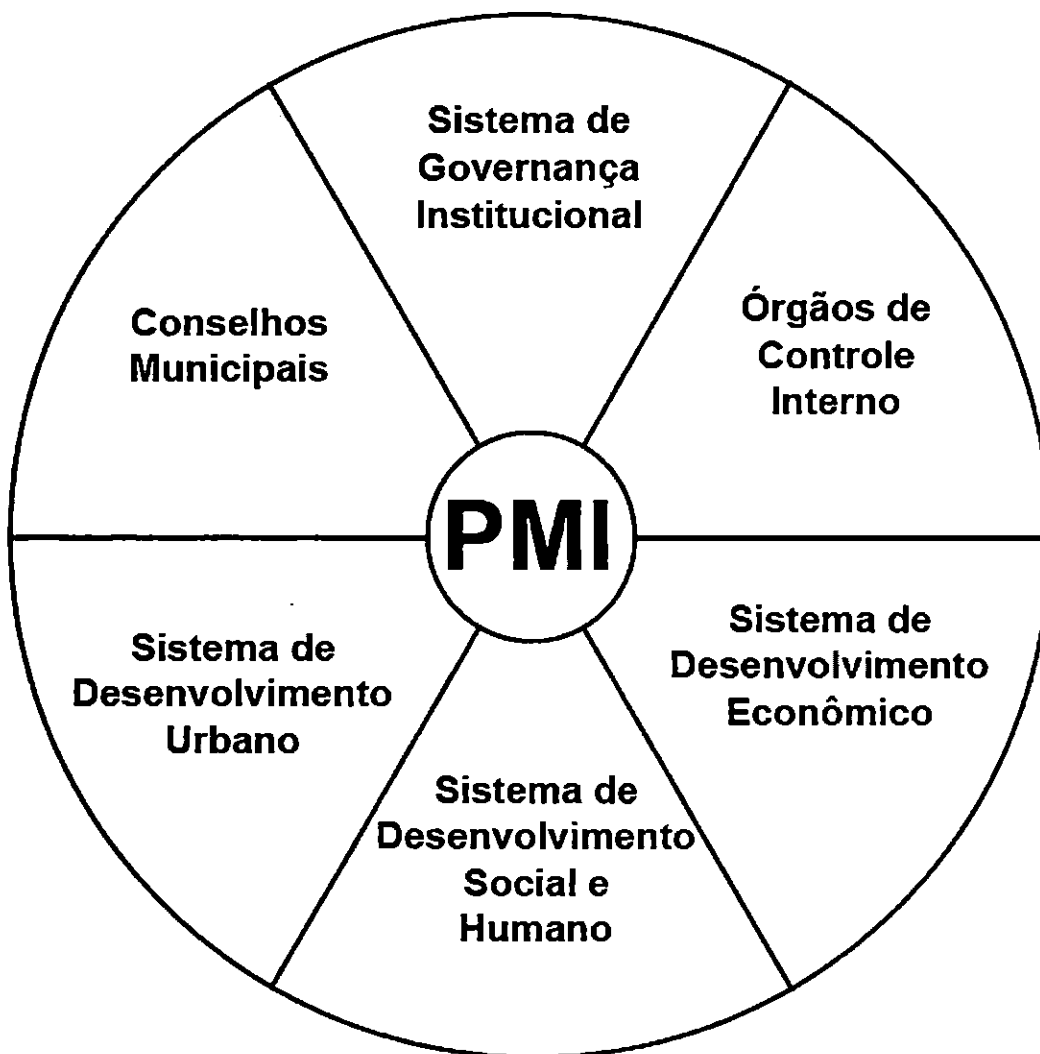 Sistema de
Governança
Institucional
Órgãos de
Controle
Interno
Sistema de
Desenvolvimento
Econômico
Sistema de
Desenvolvimento
Social e
Humano
Sistema de
Desenvolvimento
Urbano
Conselhos
Municipais
PMI